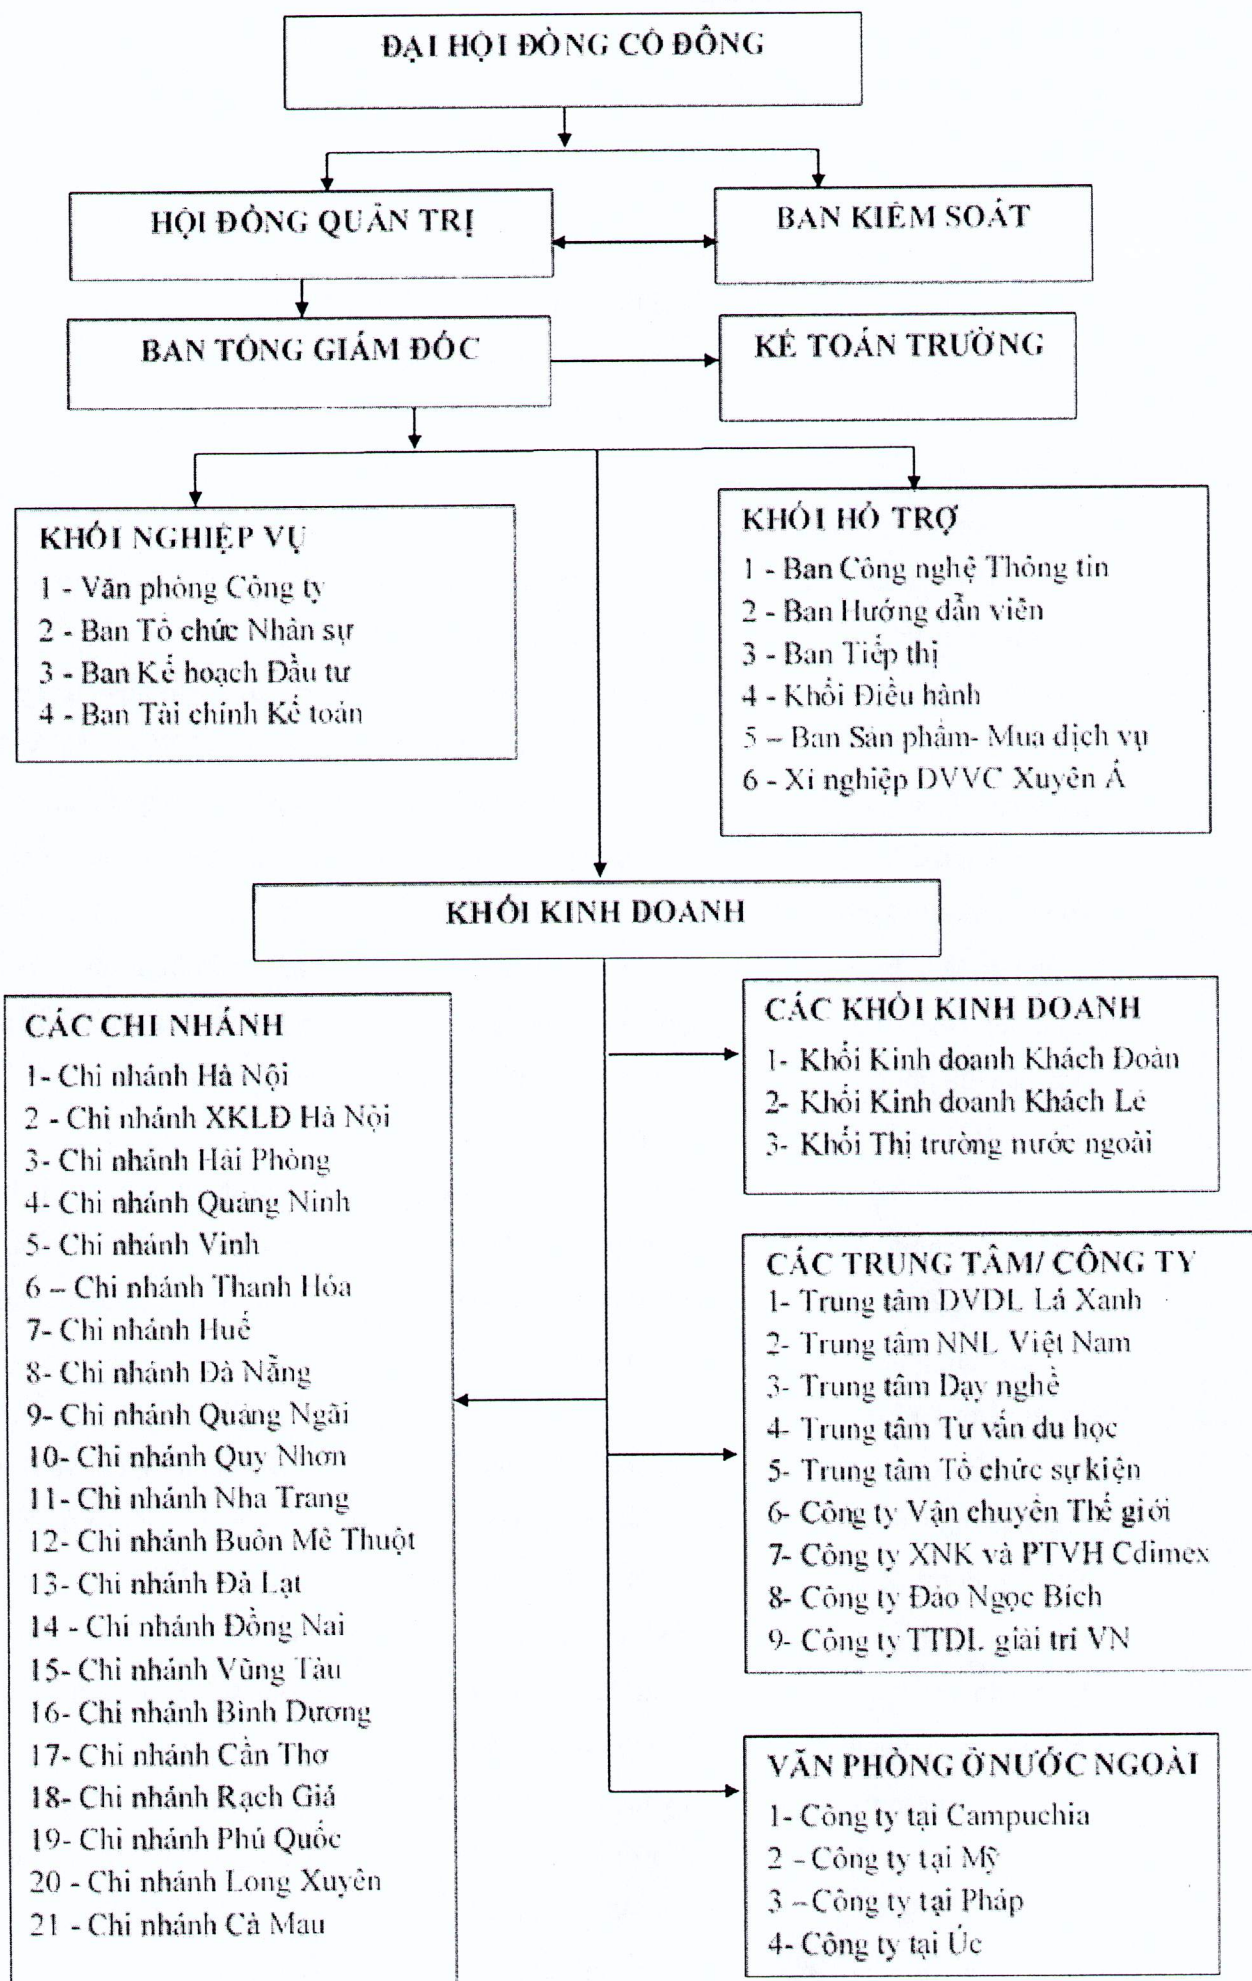 ĐẠI HỘI ĐỒNG CỔ ĐÔNG
HỘI ĐỒNG QUẢN TRỊ
BAN KIỂM SOÁT
BAN TỔNG GIÁM ĐỐC
KẾ TOÁN TRƯỞNG
KHỐI NGHIỆP VỤ
1 - Văn phòng Công ty
2 - Ban Tổ chức Nhân sự
3 - Ban Kế hoạch Đầu tư
4 - Ban Tài chính Kế toán
KHỐI HỖ TRỢ
1 - Ban Công nghệ Thông tin
2 - Ban Hướng dẫn viên
3 - Ban Tiếp thị
4 - Khối Điều hành
5 – Ban Sản phẩm- Mua dịch vụ
6 - Xí nghiệp DVVC Xuyên Á
KHỐI KINH DOANH
CÁC CHI NHÁNH
1- Chi nhánh Hà Nội
2 - Chi nhánh XKLĐ Hà Nội
3- Chi nhánh Hải Phòng
4- Chi nhánh Quảng Ninh
5- Chi nhánh Vinh
6 – Chi nhánh Thanh Hóa
7- Chi nhánh Huế
8- Chi nhánh Đà Nẵng
9- Chi nhánh Quảng Ngãi
10- Chi nhánh Quy Nhơn
11- Chi nhánh Nha Trang
12- Chi nhánh Buôn Mê Thuột
13- Chi nhánh Đà Lạt
14 - Chi nhánh Đồng Nai
15- Chi nhánh Vũng Tàu
16- Chi nhánh Bình Dương
17- Chi nhánh Cần Thơ
18- Chi nhánh Rạch Giá
19- Chi nhánh Phú Quốc
20 - Chi nhánh Long Xuyên
21 - Chi nhánh Cà Mau
CÁC KHỐI KINH DOANH
1- Khối Kinh doanh Khách Đoàn
2- Khối Kinh doanh Khách Lẻ
3- Khối Thị trường nước ngoài
CÁC TRUNG TÂM/ CÔNG TY
1- Trung tâm DVDL Lá Xanh
2- Trung tâm NNL Việt Nam
3- Trung tâm Dạy nghề
4- Trung tâm Tư vấn du học
5- Trung tâm Tổ chức sự kiện
6- Công ty Vận chuyển Thế giới
7- Công ty XNK và PTVH Cdimex
8- Công ty Đảo Ngọc Bích
9- Công ty TTDL giải trí VN
VĂN PHÒNG Ở NƯỚC NGOÀI
1- Công ty tại Campuchia
2 –Công ty tại Mỹ
3 –Công ty tại Pháp
4- Công ty tại Úc